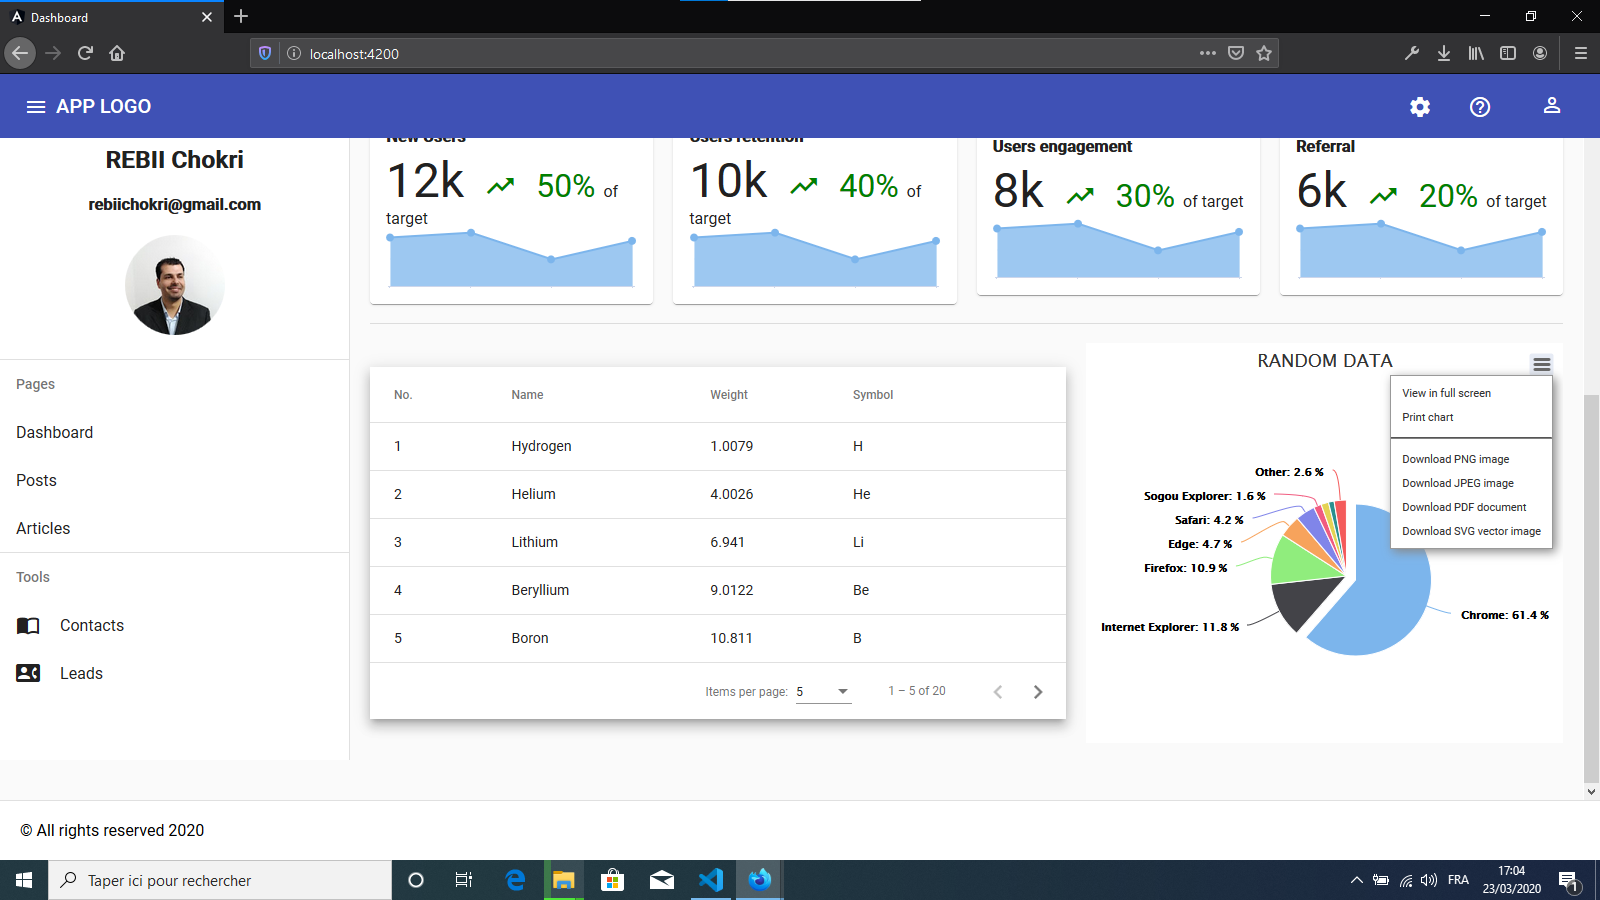 Dashboard
localhost:4200
APP LOGO
REBII Chokri
rebiichokri@gmail.com
Pages
Dashboard
Posts
Articles
Tools
Contacts
Leads
New Users
12k 50% of
target
Users retention
10k 40% of
target
Users engagement
8k 30% of target
Referral
6k 20% of target
No. Name Weight Symbol
1 Hydrogen 1.0079 H
2 Helium 4.0026 He
3 Lithium 6.941 Li
4 Beryllium 9.0122 Be
5 Boron 10.811 B
Items per page: 5 1 – 5 of 20
RANDOM DATA
View in full screen
Print chart
Download PNG image
Download JPEG image
Download PDF document
Download SVG vector image
Other: 2.6 %
Sogou Explorer: 1.6 %
Safari: 4.2 %
Edge: 4.7 %
Firefox: 10.9 %
Internet Explorer: 11.8 %
Chrome: 61.4 %
© All rights reserved 2020
Taper ici pour rechercher
FRA
17:04
23/03/2020
1